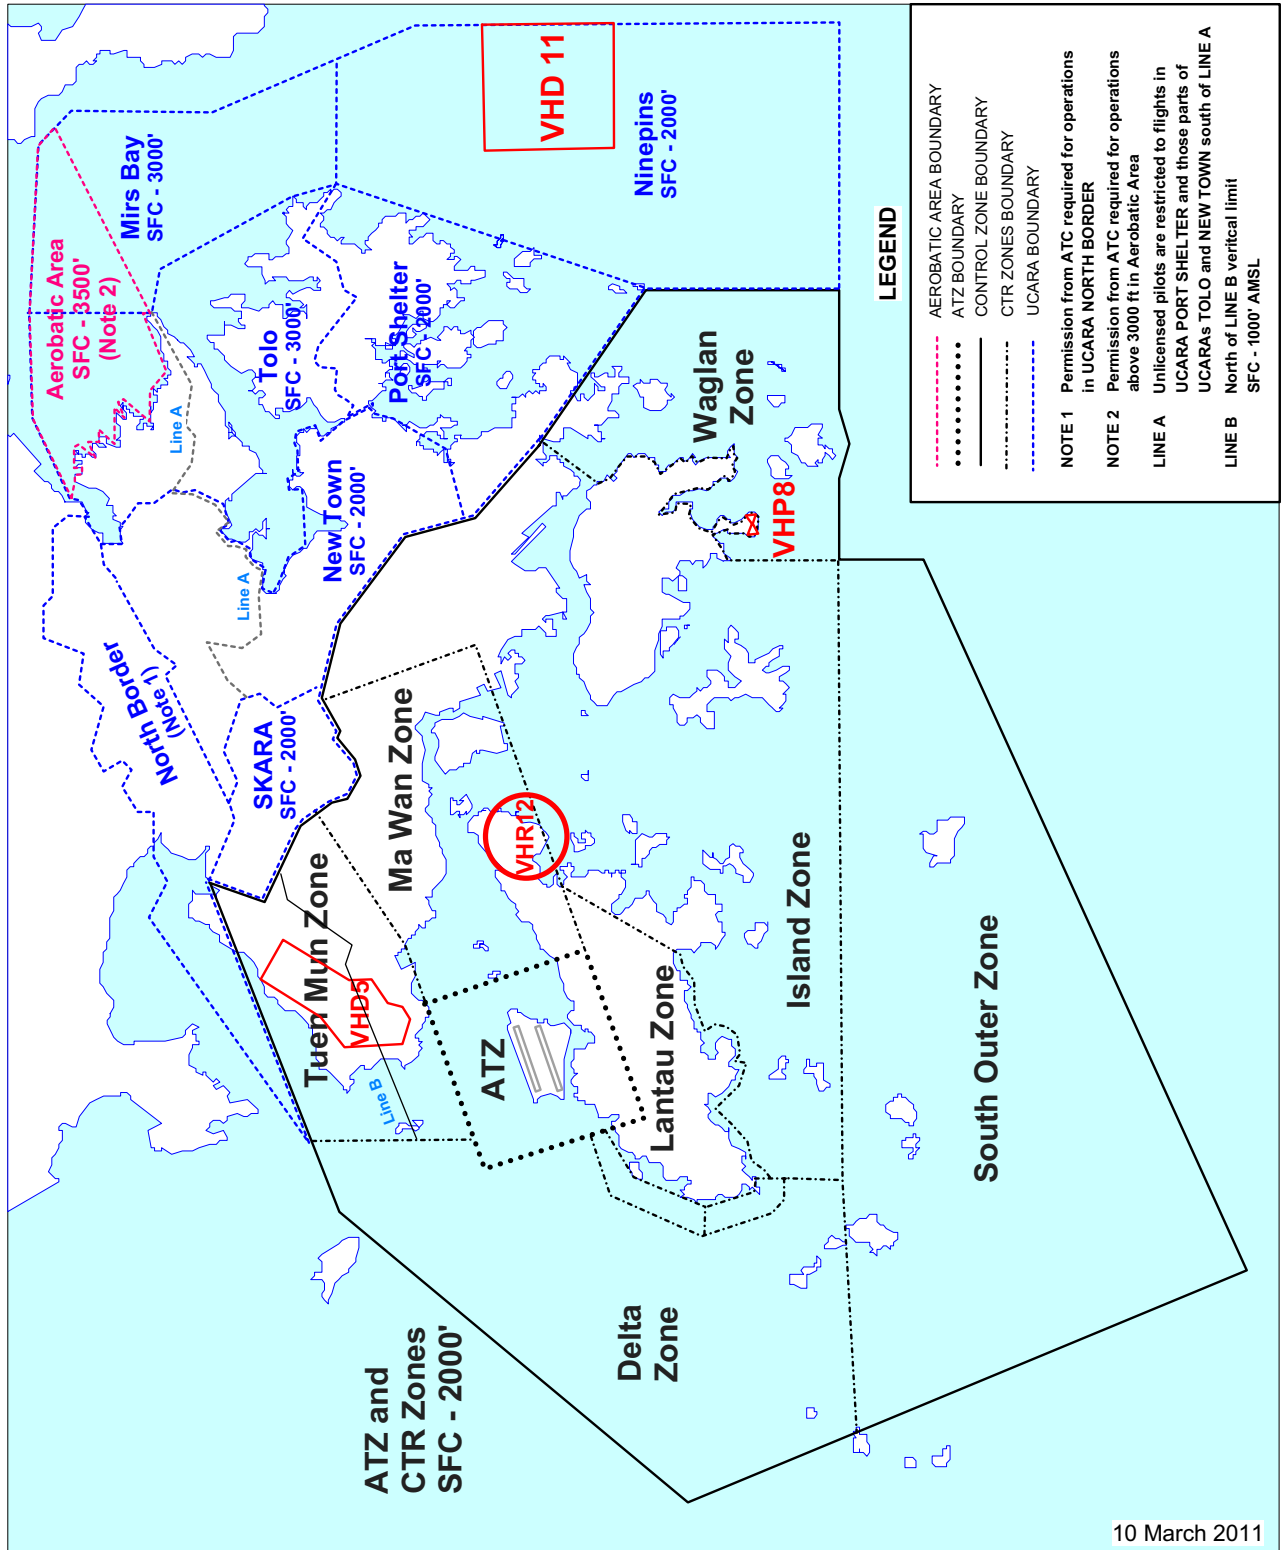 Aerobatic Area
SFC - 3500'
(Note 2)
Mirs Bay
SFC - 3000'
VHD 11
Ninepins
SFC - 2000'
Tolo
SFC - 3000'
Port Shelter
SFC - 2000'
Line A
Line A
New Town
SFC - 2000'
North Border
(Note 1)
SKARA
SFC - 2000'
Waglan
Zone
VHP8
Ma Wan Zone
VHR12
Tuen Mun Zone
VHD5
Line B
ATZ
Lantau Zone
Island Zone
South Outer Zone
Delta
Zone
ATZ and
CTR Zones
SFC - 2000'
LEGEND
AEROBATIC AREA BOUNDARY
ATZ BOUNDARY
CONTROL ZONE BOUNDARY
CTR ZONES BOUNDARY
UCARA BOUNDARY
NOTE 1 Permission from ATC required for operations
in UCARA NORTH BORDER
NOTE 2 Permission from ATC required for operations
above 3000 ft in Aerobatic Area
LINE A Unlicensed pilots are restricted to flights in
UCARA PORT SHELTER and those parts of
UCARAs TOLO and NEW TOWN south of LINE A
LINE B North of LINE B veritcal limit
SFC - 1000' AMSL
10 March 2011